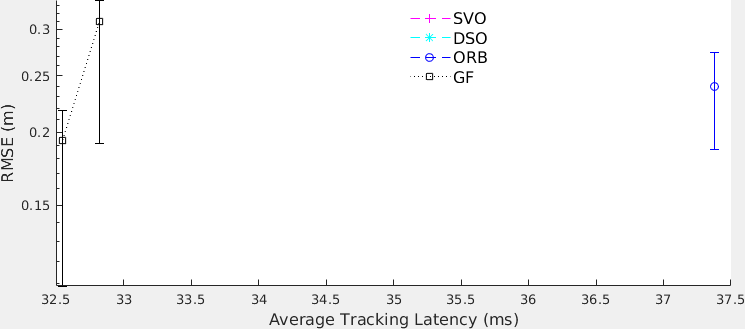 SVO
DSO
ORB
GF
0.3
0.25
0.2
0.15
RMSE (m)
32.5 33 33.5 34 34.5 35 35.5 36 36.5 37 37.5
Average Tracking Latency (ms)